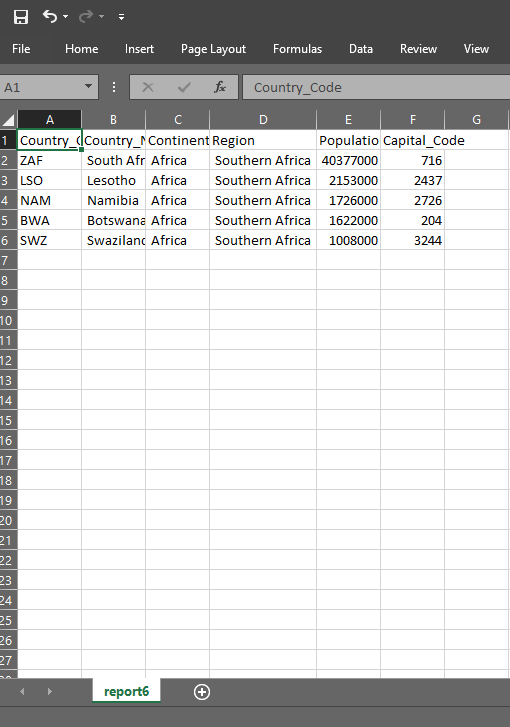 File Home Insert Page Layout Formulas Data Review View
A1 fx Country_Code
A B C D E F G
1 Country_ Country_ Continent Region Populatio Capital_Code
2 ZAF South Afr Africa Southern Africa 40377000 716
3 LSO Lesotho Africa Southern Africa 2153000 2437
4 NAM Namibia Africa Southern Africa 1726000 2726
5 BWA Botswana Africa Southern Africa 1622000 204
6 SWZ Swazilan Africa Southern Africa 1008000 3244
7
8
9
10
11
12
13
14
15
16
17
18
19
20
21
22
23
24
25
26
27
report6